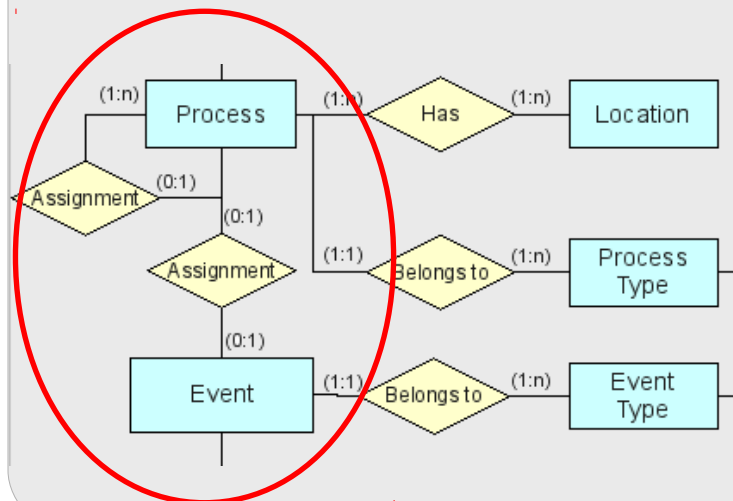 (1:n)
Process
(1:n)
Has
(1:n)
Location
Assignment
(0:1)
(0:1)
Assignment
(1:1)
Belongs to
(1:n)
Process
Type
(0:1)
Event
(1:1)
Belongs to
(1:n)
Event
Type